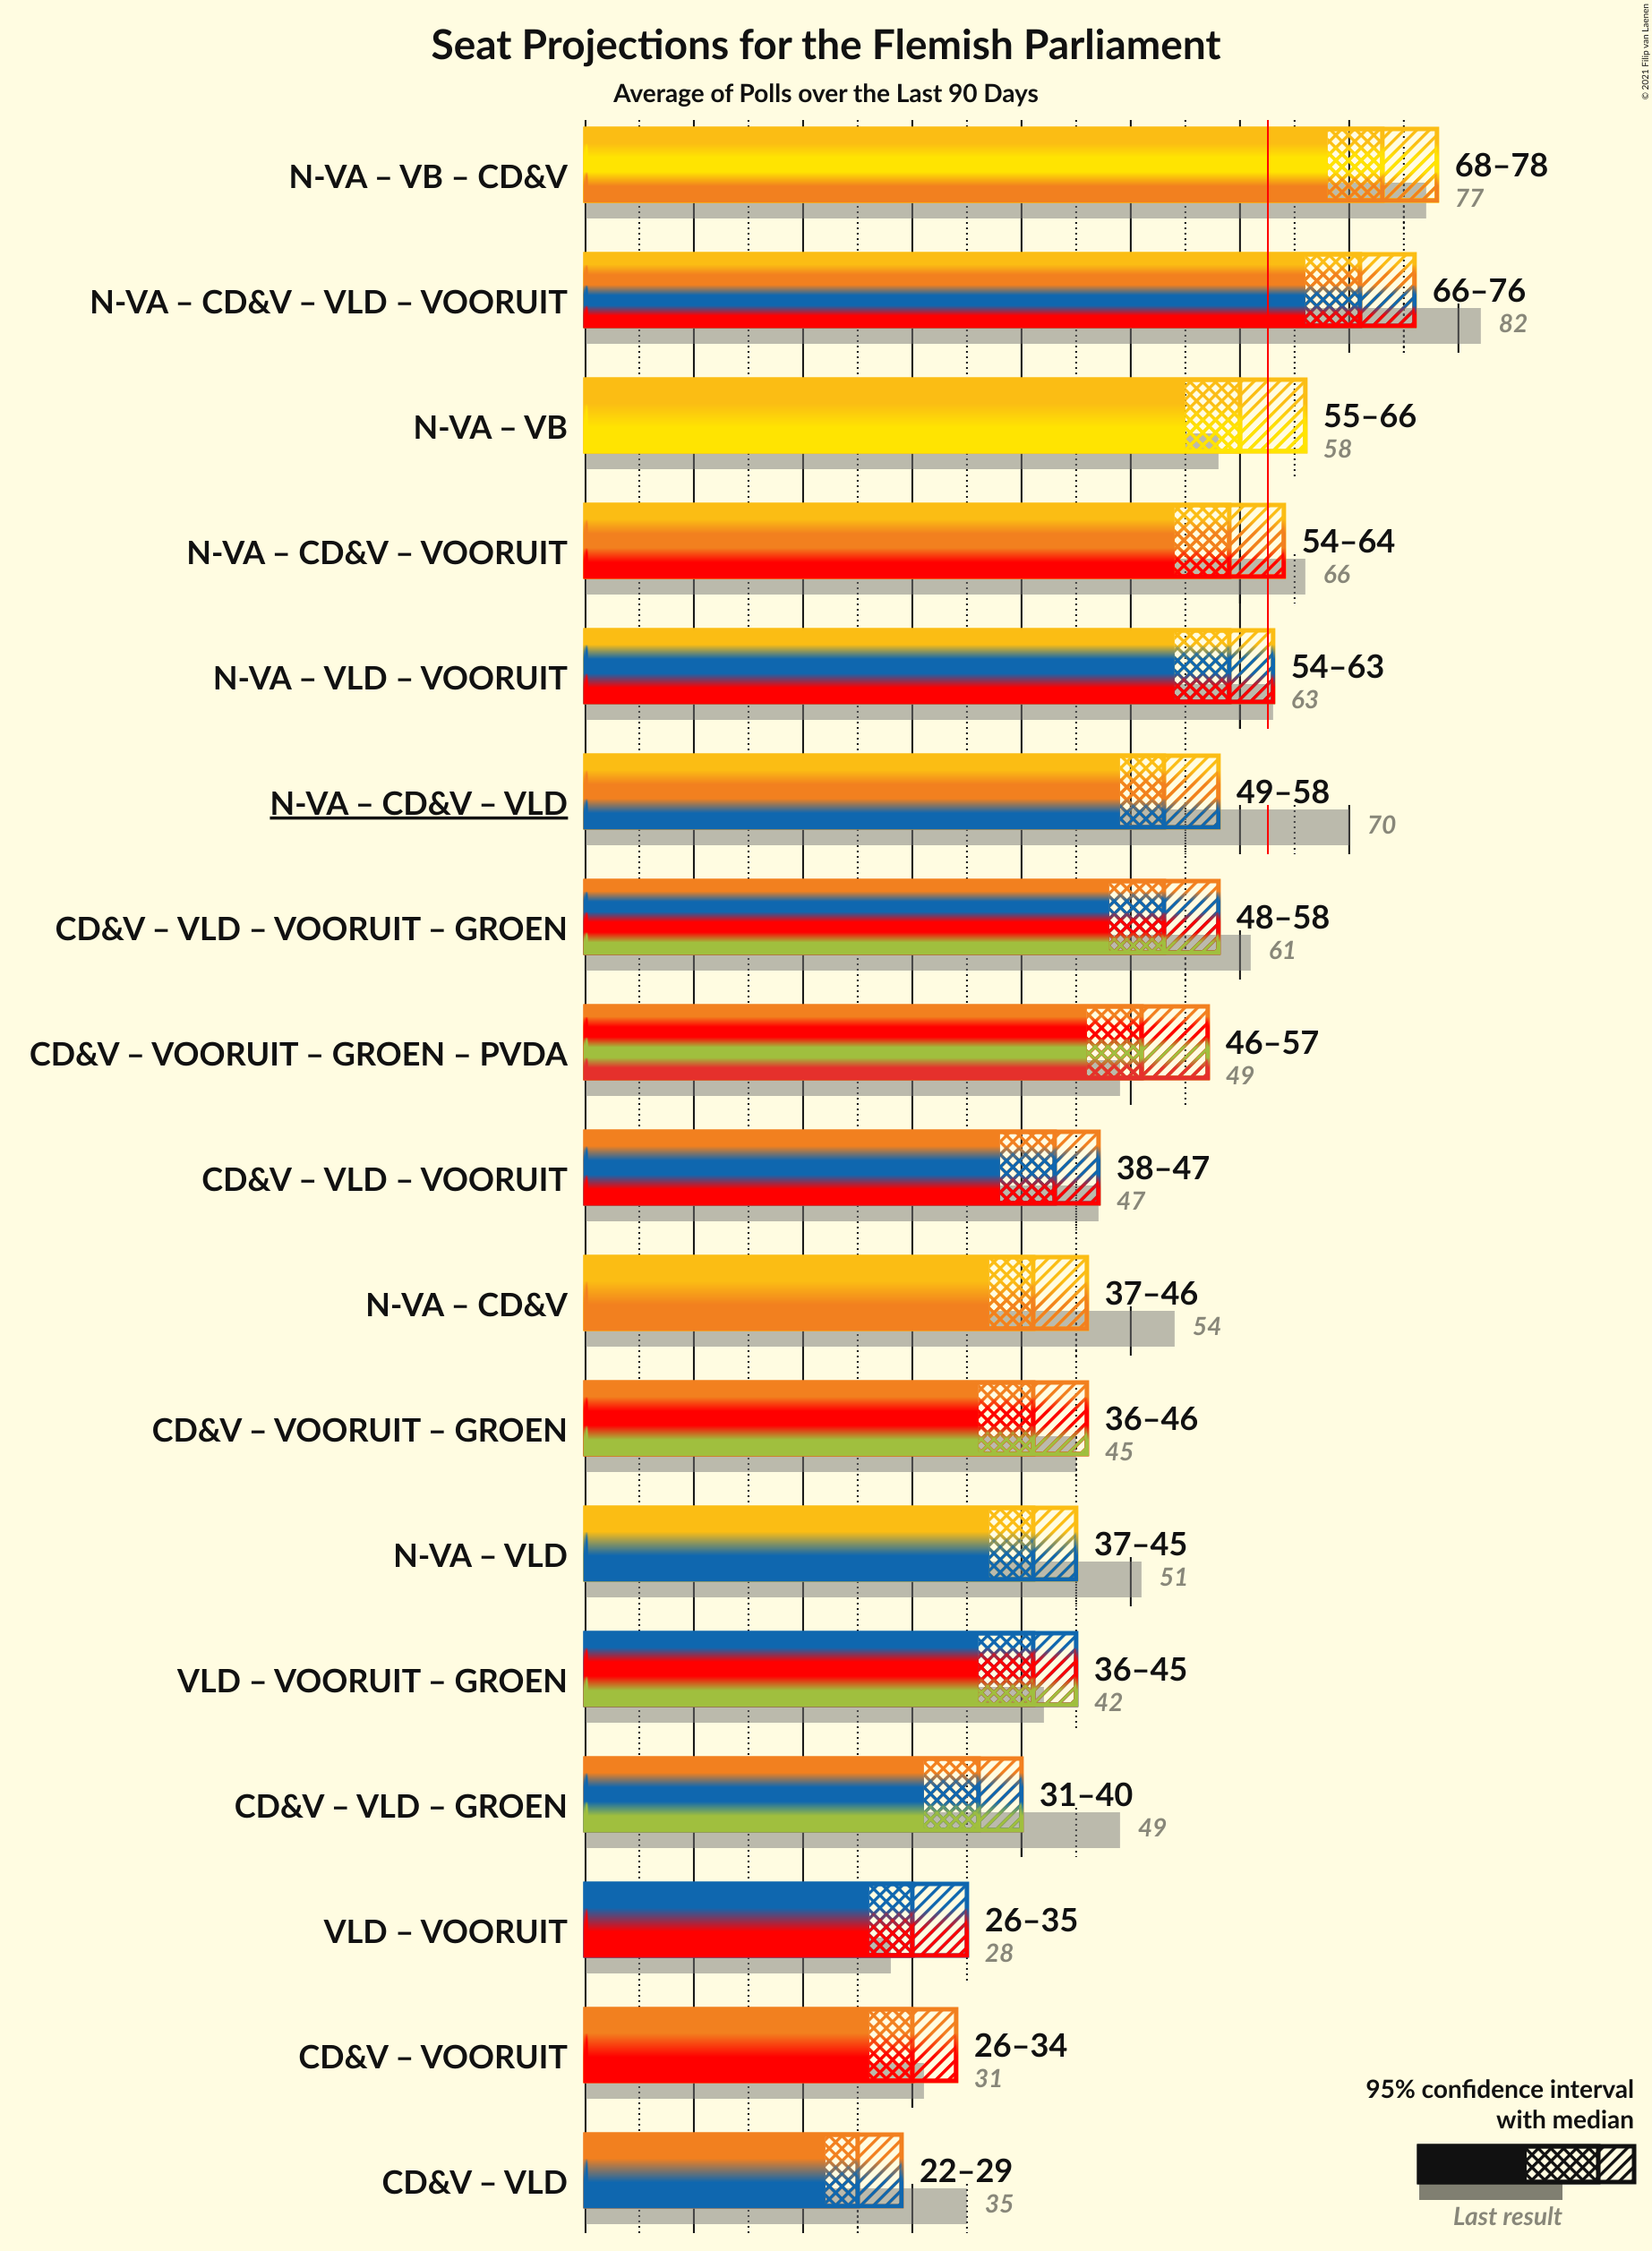 © 2021 Filip van Laenen
Seat Projections for the Flemish Parliament
Average of Polls over the Last 90 Days
N-VA – VB – CD&V
68–78
77
N-VA – CD&V – VLD – VOORUIT
66–76
82
N-VA – VB
55–66
58
N-VA – CD&V – VOORUIT
54–64
66
N-VA – VLD – VOORUIT
54–63
63
N-VA – CD&V – VLD
49–58
70
CD&V – VLD – VOORUIT – GROEN
48–58
61
CD&V – VOORUIT – GROEN – PVDA
46–57
49
CD&V – VLD – VOORUIT
38–47
47
N-VA – CD&V
37–46
54
CD&V – VOORUIT – GROEN
36–46
45
N-VA – VLD
37–45
51
VLD – VOORUIT – GROEN
36–45
42
CD&V – VLD – GROEN
31–40
49
VLD – VOORUIT
26–35
28
CD&V – VOORUIT
26–34
31
CD&V – VLD
22–29
35
95% confidence interval
with median
Last result